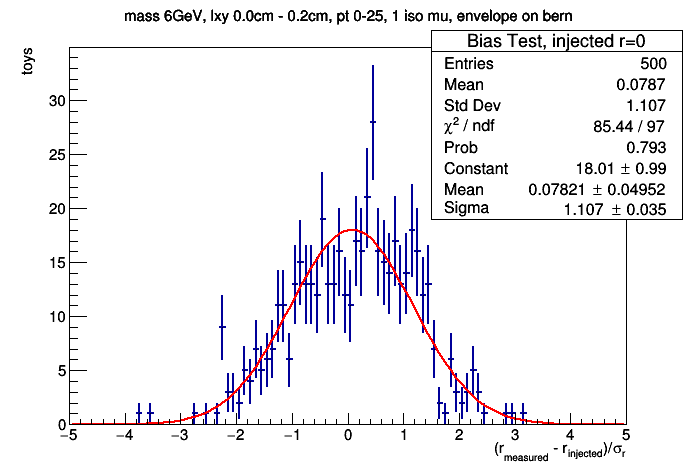 mass 6GeV, lxy 0.0cm - 0.2cm, pt 0-25, 1 iso mu, envelope on bern
Bias Test, injected r=0
Entries 500
Mean 0.0787
Std Dev 1.107
χ² / ndf 85.44 / 97
Prob 0.793
Constant 18.01 ± 0.99
Mean 0.07821 ± 0.04952
Sigma 1.107 ± 0.035
toys
30
25
20
15
10
5
0
−5 −4 −3 −2 −1 0 1 2 3 4 5
(r_measured - r_injected)/σ_r